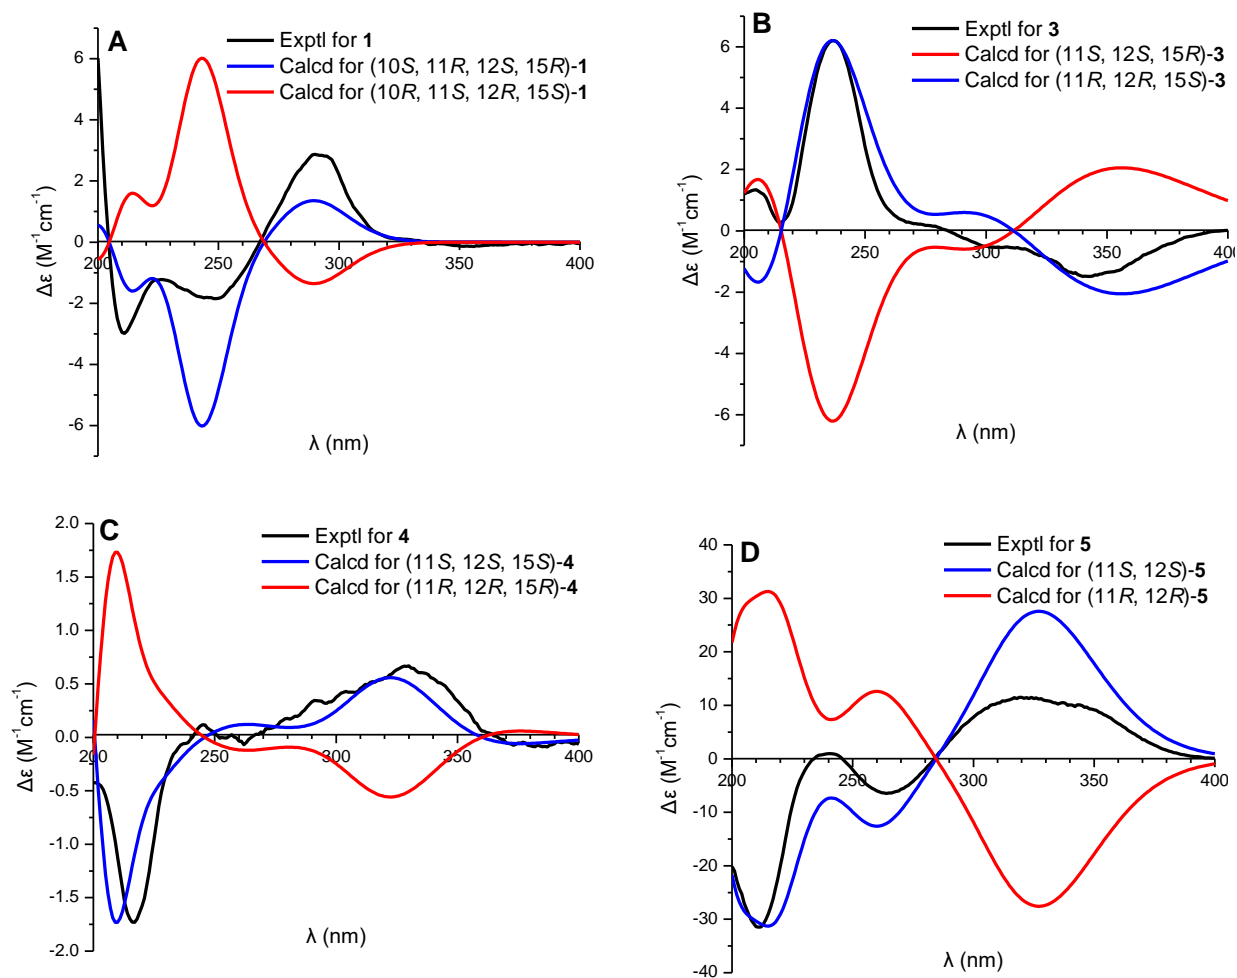 A
Exptl for 1
Calcd for (10S, 11R, 12S, 15R)-1
Calcd for (10R, 11S, 12R, 15S)-1
6
4
2
0
-2
-4
-6
200
250
300
350
400
Δε (M⁻¹cm⁻¹)
λ (nm)
B
Exptl for 3
Calcd for (11S, 12S, 15R)-3
Calcd for (11R, 12R, 15S)-3
6
4
2
0
-2
-4
-6
200
250
300
350
400
Δε (M⁻¹cm⁻¹)
λ (nm)
C
Exptl for 4
Calcd for (11S, 12S, 15S)-4
Calcd for (11R, 12R, 15R)-4
2.0
1.5
1.0
0.5
0.0
-0.5
-1.0
-1.5
-2.0
200
250
300
350
400
Δε (M⁻¹cm⁻¹)
λ (nm)
D
Exptl for 5
Calcd for (11S, 12S)-5
Calcd for (11R, 12R)-5
40
30
20
10
0
-10
-20
-30
-40
200
250
300
350
400
Δε (M⁻¹cm⁻¹)
λ (nm)